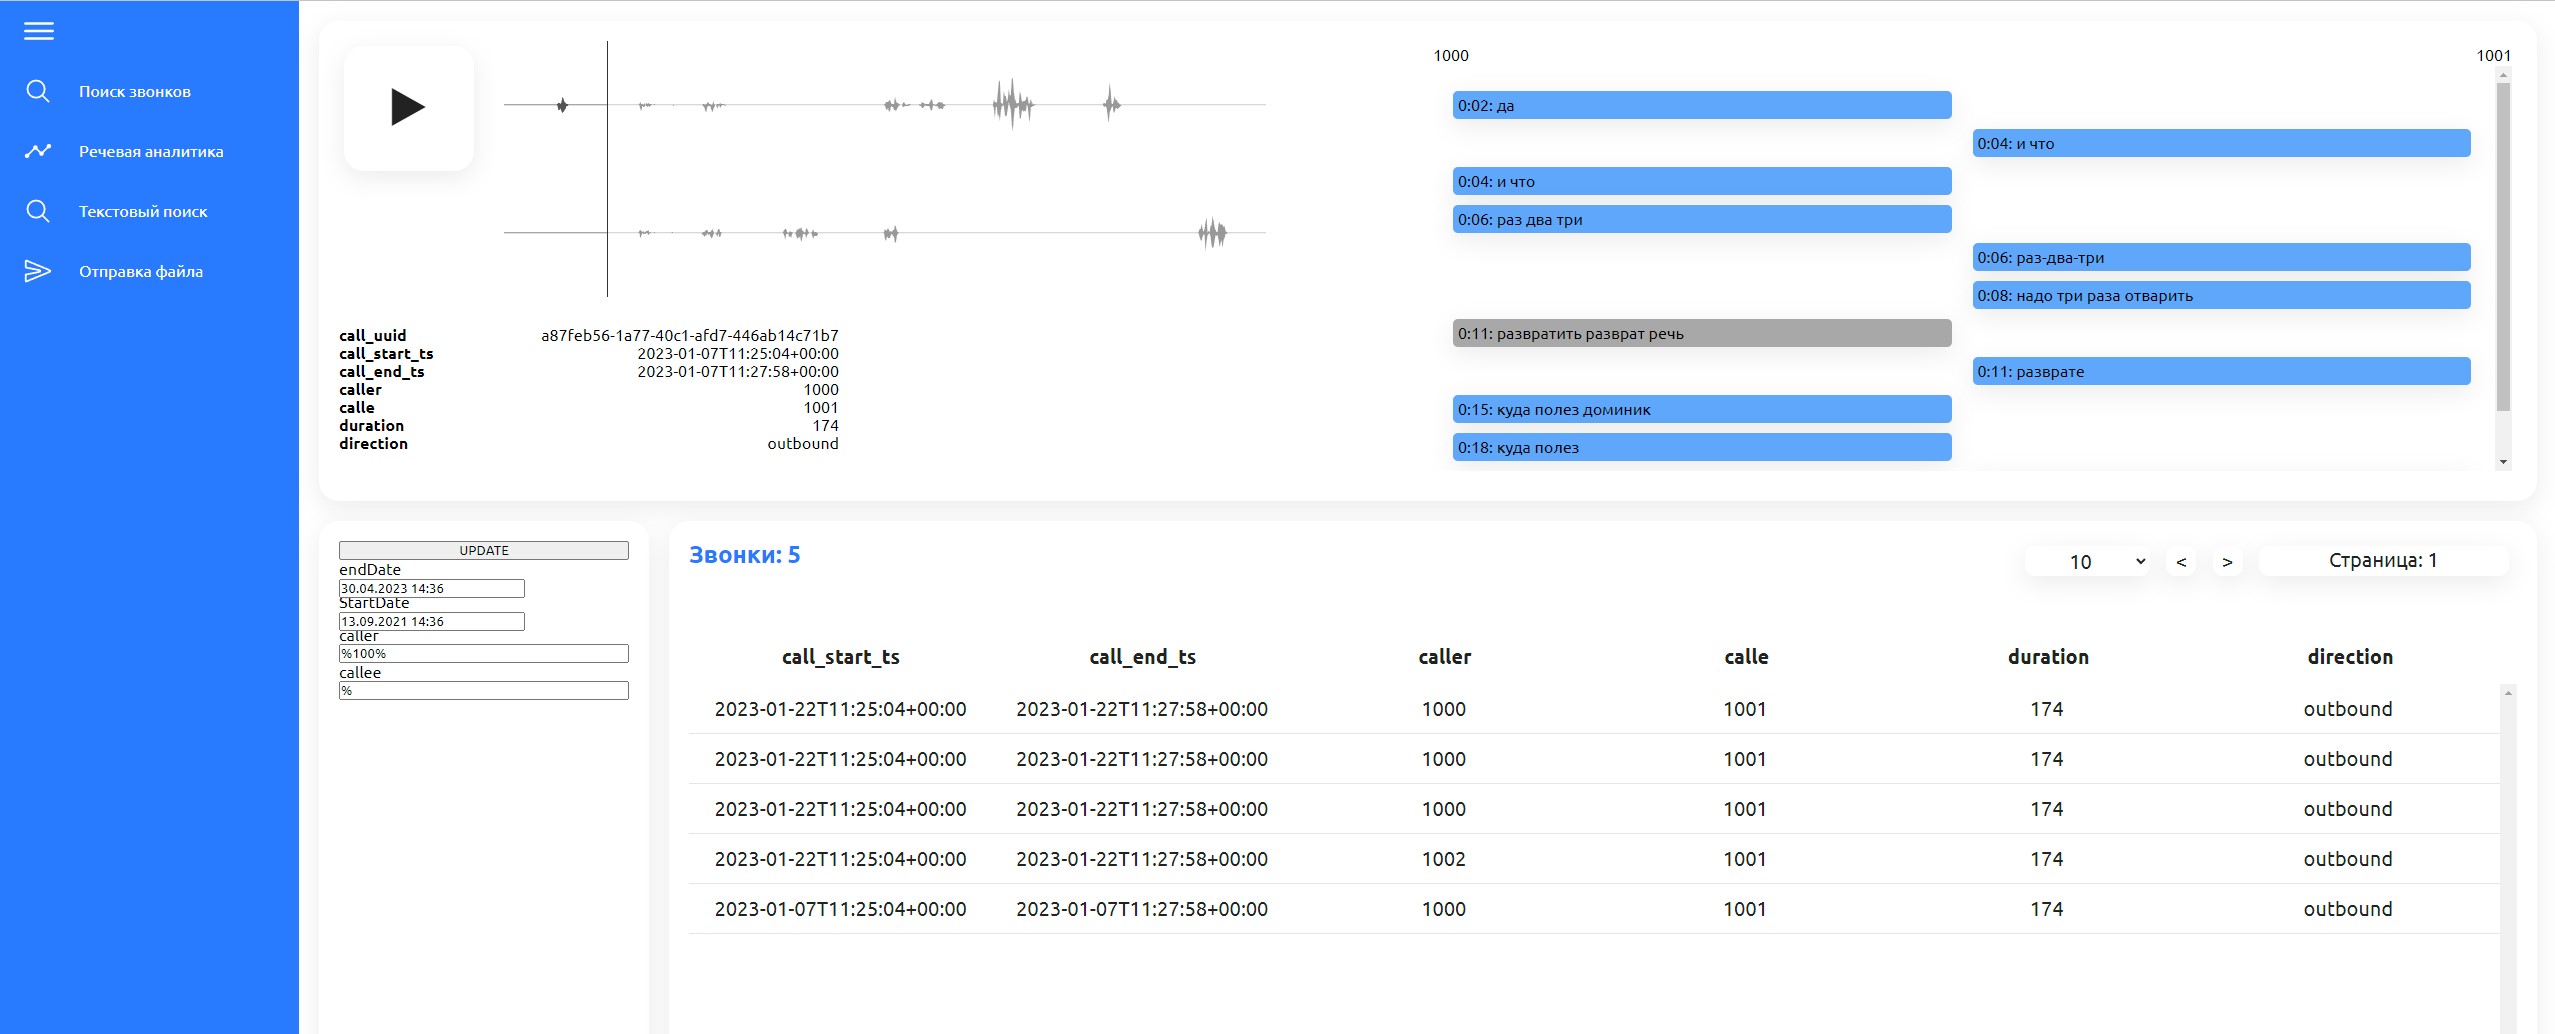 Поиск звонков
Речевая аналитика
Текстовый поиск
Отправка файла
1000 1001
0:02: да
0:04: и что
0:04: и что
0:06: раз два три
0:06: раз-два-три
0:08: надо три раза отварить
0:11: развратить разврат речь
0:11: разврате
0:15: куда полез доминик
0:18: куда полез
call_uuid a87feb56-1a77-40c1-afd7-446ab14c71b7
call_start_ts 2023-01-07T11:25:04+00:00
call_end_ts 2023-01-07T11:27:58+00:00
caller 1000
calle 1001
duration 174
direction outbound
UPDATE
endDate
30.04.2023 14:36
StartDate
13.09.2021 14:36
caller
%100%
callee
%
Звонки: 5
10 < > Страница: 1
call_start_ts call_end_ts caller calle duration direction
2023-01-22T11:25:04+00:00 2023-01-22T11:27:58+00:00 1000 1001 174 outbound
2023-01-22T11:25:04+00:00 2023-01-22T11:27:58+00:00 1000 1001 174 outbound
2023-01-22T11:25:04+00:00 2023-01-22T11:27:58+00:00 1000 1001 174 outbound
2023-01-22T11:25:04+00:00 2023-01-22T11:27:58+00:00 1002 1001 174 outbound
2023-01-07T11:25:04+00:00 2023-01-07T11:27:58+00:00 1000 1001 174 outbound